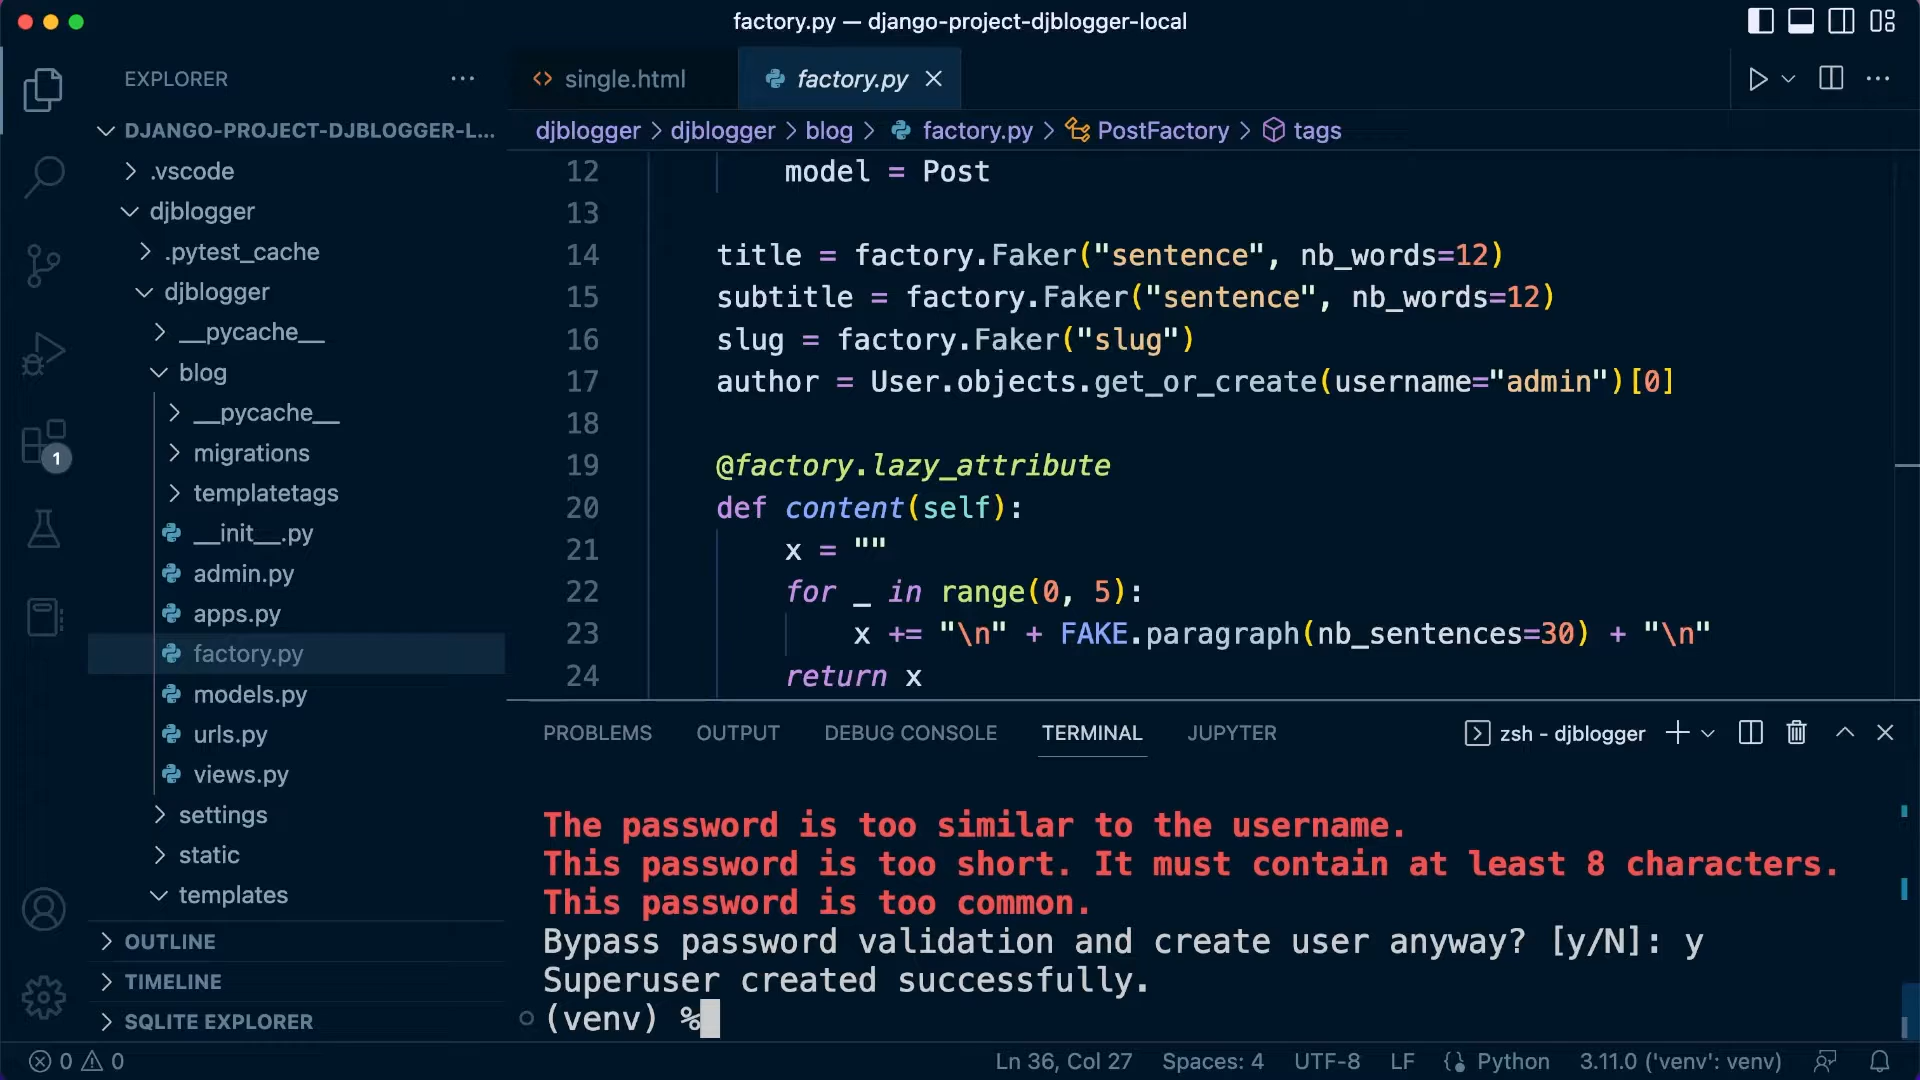 factory.py — django-project-djblogger-local
EXPLORER
single.html
factory.py
DJANGO-PROJECT-DJBLOGGER-L...
.vscode
djblogger
.pytest_cache
djblogger
__pycache__
blog
__pycache__
migrations
templatetags
__init__.py
admin.py
apps.py
factory.py
models.py
urls.py
views.py
settings
static
templates
OUTLINE
TIMELINE
SQLITE EXPLORER
1
djblogger > djblogger > blog > factory.py > PostFactory > tags
12 model = Post
13
14 title = factory.Faker("sentence", nb_words=12)
15 subtitle = factory.Faker("sentence", nb_words=12)
16 slug = factory.Faker("slug")
17 author = User.objects.get_or_create(username="admin")[0]
18
19 @factory.lazy_attribute
20 def content(self):
21 x = ""
22 for _ in range(0, 5):
23 x += "\n" + FAKE.paragraph(nb_sentences=30) + "\n"
24 return x
PROBLEMS OUTPUT DEBUG CONSOLE TERMINAL JUPYTER zsh - djblogger
The password is too similar to the username.
This password is too short. It must contain at least 8 characters.
This password is too common.
Bypass password validation and create user anyway? [y/N]: y
Superuser created successfully.
(venv) %
0 0 Ln 36, Col 27 Spaces: 4 UTF-8 LF Python 3.11.0 ('venv': venv)